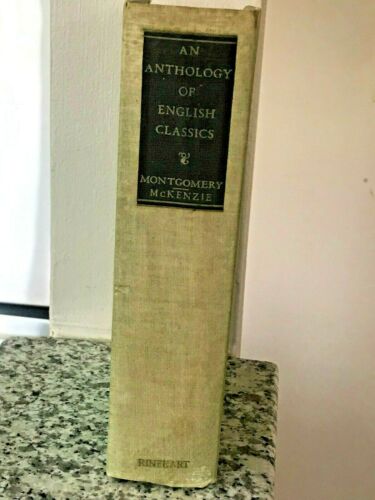 AN
ANTHOLOGY
OF
ENGLISH
CLASSICS
MONTGOMERY
McKENZIE
RINEHART